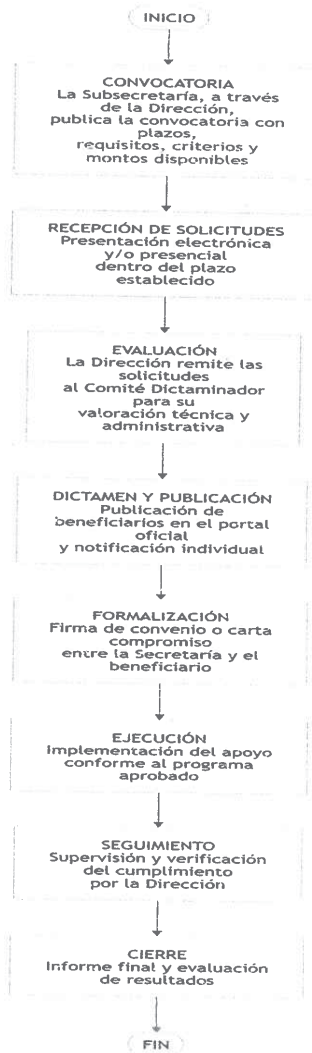 INICIO
CONVOCATORIA
La Subsecretaría, a través
de la Dirección,
publica la convocatoria con
plazos,
requisitos, criterios y
montos disponibles
RECEPCIÓN DE SOLICITUDES
Presentación electrónica
y/o presencial
dentro del plazo
establecido
EVALUACIÓN
La Dirección remite las
solicitudes
al Comité Dictaminador
para su
valoración técnica y
administrativa
DICTAMEN Y PUBLICACIÓN
Publicación de
beneficiarios en el portal
oficial
y notificación individual
FORMALIZACIÓN
Firma de convenio o carta
compromiso
entre la Secretaría y el
beneficiario
EJECUCIÓN
Implementación del apoyo
conforme al programa
aprobado
SEGUIMIENTO
Supervisión y verificación
del cumplimiento
por la Dirección
CIERRE
Informe final y evaluación
de resultados
FIN